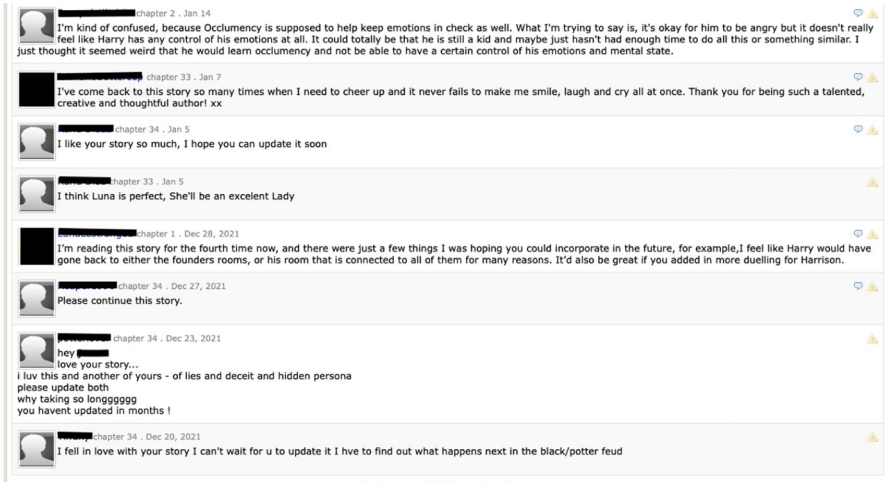 chapter 2 . Jan 14
I'm kind of confused, because Occlumency is supposed to help keep emotions in check as well. What I'm trying to say is, it's okay for him to be angry but it doesn't really
feel like Harry has any control of his emotions at all. It could totally be that he is still a kid and maybe just hasn't had enough time to do all this or something similar. I
just thought it seemed weird that he would learn occlumency and not be able to have a certain control of his emotions and mental state.
chapter 33 . Jan 7
I've come back to this story so many times when I need to cheer up and it never fails to make me smile, laugh and cry all at once. Thank you for being such a talented,
creative and thoughtful author! xx
chapter 34 . Jan 5
I like your story so much, I hope you can update it soon
chapter 33 . Jan 5
I think Luna is perfect, She'll be an excelent Lady
chapter 1 . Dec 28, 2021
I'm reading this story for the fourth time now, and there were just a few things I was hoping you could incorporate in the future, for example,I feel like Harry would have
gone back to either the founders rooms, or his room that is connected to all of them for many reasons. It'd also be great if you added in more duelling for Harrison.
chapter 34 . Dec 27, 2021
Please continue this story.
chapter 34 . Dec 23, 2021
hey
love your story...
i luv this and another of yours - of lies and deceit and hidden persona
please update both
why taking so longggggg
you havent updated in months !
chapter 34 . Dec 20, 2021
I fell in love with your story I can't wait for u to update it I hve to find out what happens next in the black/potter feud